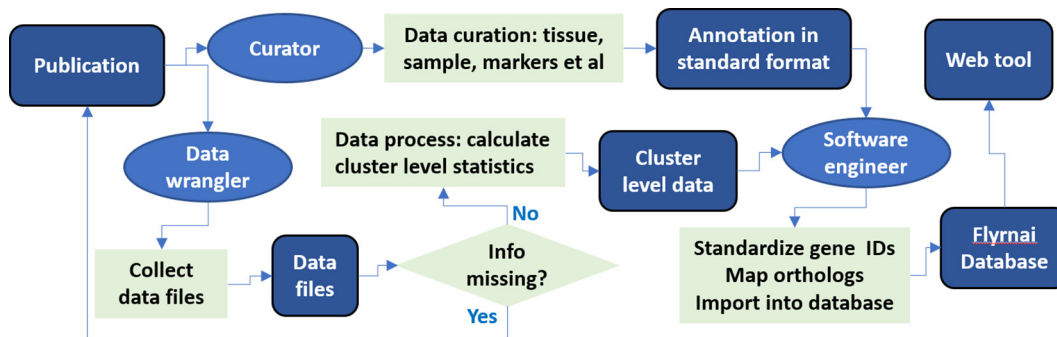 Publication
Curator
Data curation: tissue,
sample, markers et al
Annotation in
standard format
Web tool
Data
wrangler
Data process: calculate
cluster level statistics
Cluster
level data
Software
engineer
No
Collect
data files
Data
files
Info
missing?
Yes
Standardize gene IDs
Map orthologs
Import into database
Flyrnai
Database